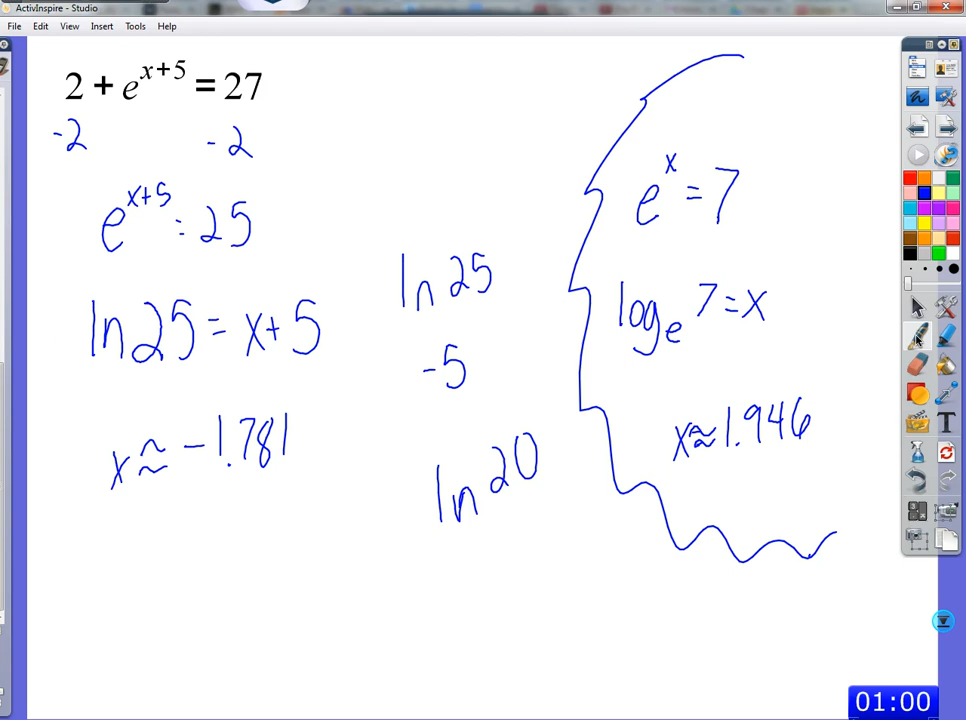 ActivInspire - Studio
File Edit View Insert Tools Help
2 + e^{x+5} = 27
-2 -2
e^{x+5} = 25
ln 25 = x + 5
x ≈ -1.781
ln 25
-5
ln 20
e^x = 7
log_e 7 = x
x ≈ 1.946
01:00